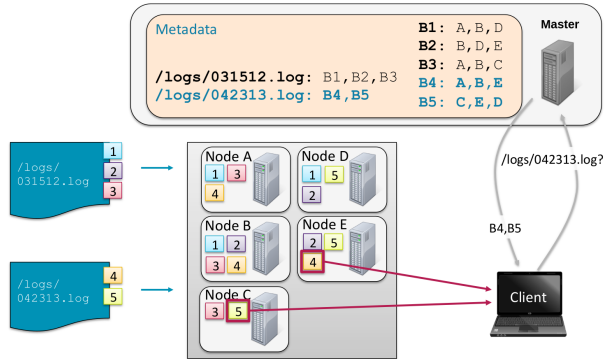 Metadata
B1: A,B,D
B2: B,D,E
B3: A,B,C
B4: A,B,E
B5: C,E,D
/logs/031512.log: B1,B2,B3
/logs/042313.log: B4,B5
Master
/logs/
031512.log
1
2
3
/logs/
042313.log
4
5
Node A
1 3
4
Node D
1 5
2
Node B
1 2
3 4
Node E
2 5
4
Node C
3 5
/logs/042313.log?
B4,B5
Client